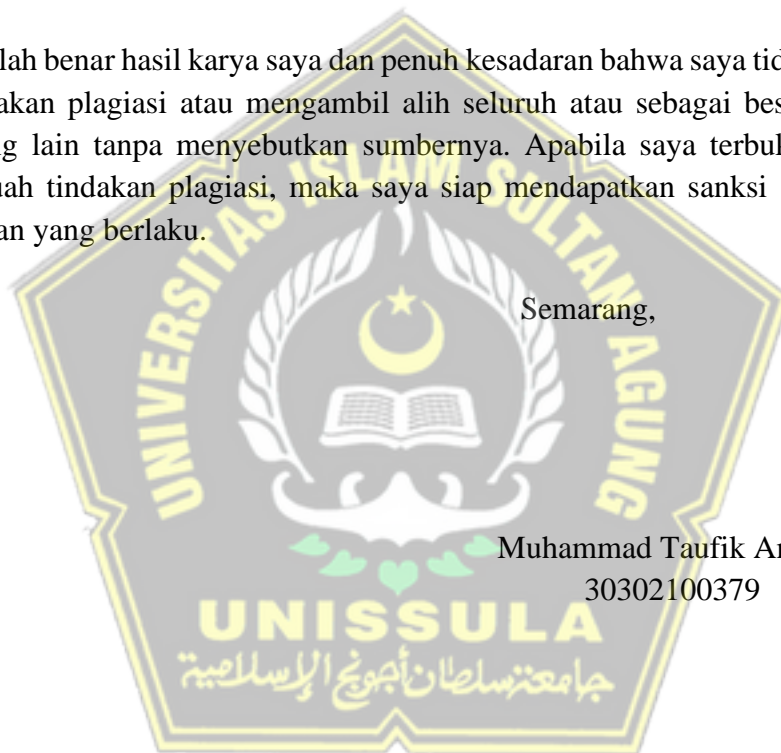 lah benar hasil karya saya dan penuh kesadaran bahwa saya tid
akan plagiasi atau mengambil alih seluruh atau sebagai bes
g lain tanpa menyebutkan sumbernya. Apabila saya terbuk
uah tindakan plagiasi, maka saya siap mendapatkan sanksi
an yang berlaku.
UNIVERSITAS ISLAM SULTAN AGUNG
Semarang,
Muhammad Taufik Ar
30302100379
UNISSULA
جامعة سلطان أجونج الإسلامية